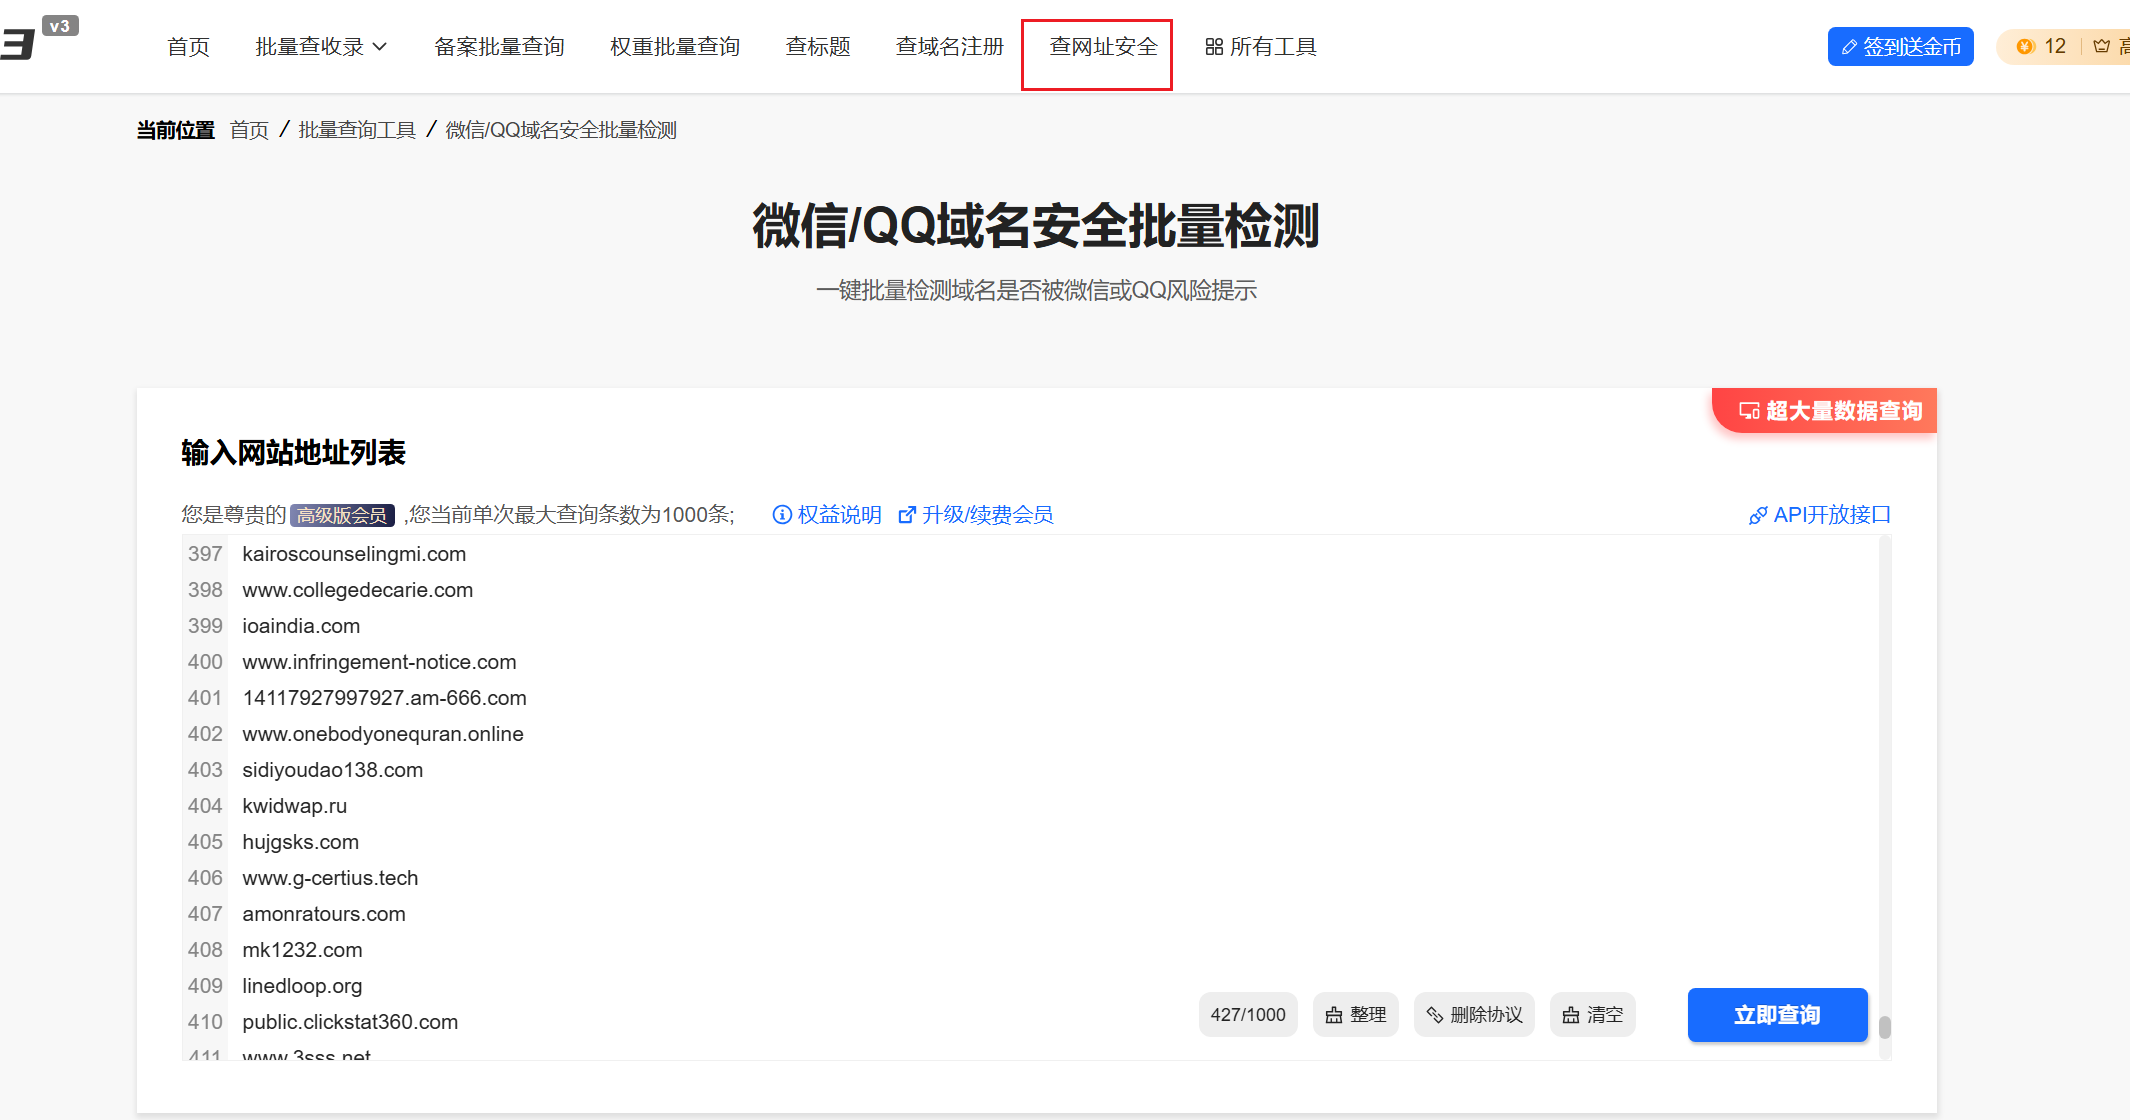 v3
首页 批量查收录 备案批量查询 权重批量查询 查标题 查域名注册 查网址安全 所有工具 签到送金币 12
当前位置 首页 / 批量查询工具 / 微信/QQ域名安全批量检测
微信/QQ域名安全批量检测
一键批量检测域名是否被微信或QQ风险提示
超大量数据查询
输入网站地址列表
您是尊贵的 高级版会员 ,您当前单次最大查询条数为1000条; 权益说明 升级/续费会员 API开放接口
397 kairoscounselingmi.com
398 www.collegedecarie.com
399 ioaindia.com
400 www.infringement-notice.com
401 14117927997927.am-666.com
402 www.onebodyonequran.online
403 sidiyoudao138.com
404 kwidwap.ru
405 hujgsks.com
406 www.g-certius.tech
407 amonratours.com
408 mk1232.com
409 linedloop.org
410 public.clickstat360.com
411 www.3sss.net
427/1000 整理 删除协议 清空 立即查询